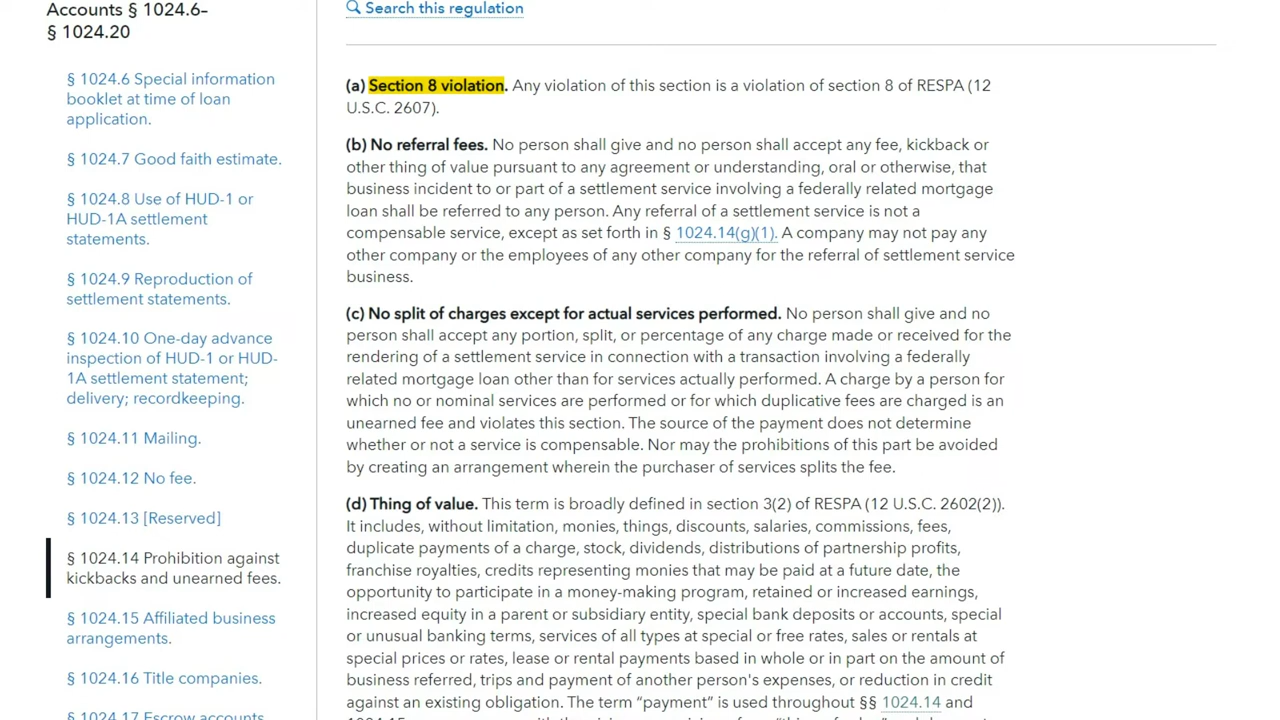 Accounts § 1024.6–
§ 1024.20
§ 1024.6 Special information
booklet at time of loan
application.
§ 1024.7 Good faith estimate.
§ 1024.8 Use of HUD-1 or
HUD-1A settlement
statements.
§ 1024.9 Reproduction of
settlement statements.
§ 1024.10 One-day advance
inspection of HUD-1 or HUD-
1A settlement statement;
delivery; recordkeeping.
§ 1024.11 Mailing.
§ 1024.12 No fee.
§ 1024.13 [Reserved]
§ 1024.14 Prohibition against
kickbacks and unearned fees.
§ 1024.15 Affiliated business
arrangements.
§ 1024.16 Title companies.
§ 1024.17 Escrow accounts
Search this regulation
(a) Section 8 violation. Any violation of this section is a violation of section 8 of RESPA (12
U.S.C. 2607).
(b) No referral fees. No person shall give and no person shall accept any fee, kickback or
other thing of value pursuant to any agreement or understanding, oral or otherwise, that
business incident to or part of a settlement service involving a federally related mortgage
loan shall be referred to any person. Any referral of a settlement service is not a
compensable service, except as set forth in § 1024.14(g)(1). A company may not pay any
other company or the employees of any other company for the referral of settlement service
business.
(c) No split of charges except for actual services performed. No person shall give and no
person shall accept any portion, split, or percentage of any charge made or received for the
rendering of a settlement service in connection with a transaction involving a federally
related mortgage loan other than for services actually performed. A charge by a person for
which no or nominal services are performed or for which duplicative fees are charged is an
unearned fee and violates this section. The source of the payment does not determine
whether or not a service is compensable. Nor may the prohibitions of this part be avoided
by creating an arrangement wherein the purchaser of services splits the fee.
(d) Thing of value. This term is broadly defined in section 3(2) of RESPA (12 U.S.C. 2602(2)).
It includes, without limitation, monies, things, discounts, salaries, commissions, fees,
duplicate payments of a charge, stock, dividends, distributions of partnership profits,
franchise royalties, credits representing monies that may be paid at a future date, the
opportunity to participate in a money-making program, retained or increased earnings,
increased equity in a parent or subsidiary entity, special bank deposits or accounts, special
or unusual banking terms, services of all types at special or free rates, sales or rentals at
special prices or rates, lease or rental payments based in whole or in part on the amount of
business referred, trips and payment of another person's expenses, or reduction in credit
against an existing obligation. The term “payment” is used throughout §§ 1024.14 and